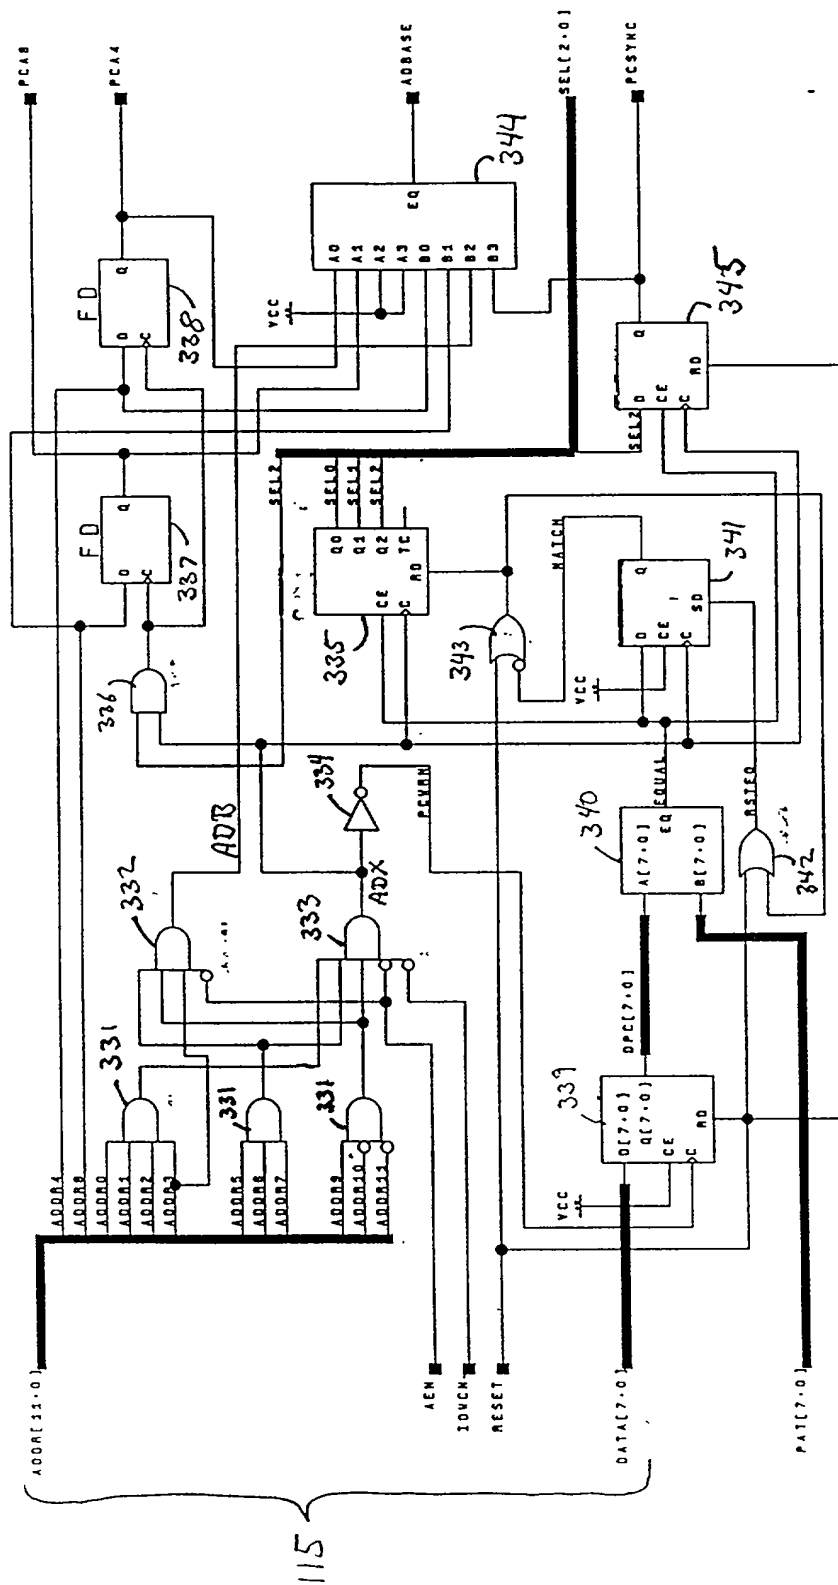 PCA8
PCA4
ADBASE
SEL[2:0]
PCSYNC
FD
D
Q
C
338
FD
D
Q
C
337
336
VCC
A0
A1
A2
A3
B0
B1
B2
B3
EQ
344
ADB
SEL2
SEL0
SEL1
SEL2
Q0
Q1
Q2
TC
CE
C
RD
335
SEL2
D
CE
C
Q
RD
345
343
MATCH
VCC
D
CE
C
Q
SD
341
334
PCWRN
ADX
333
332
331
331
331
340
A[7:0]
B[7:0]
EQ
EQUAL
RSTEQ
342
DPC[7:0]
339
D[7:0]
Q[7:0]
CE
C
RD
VCC
ADDR4
ADDR8
ADDR0
ADDR1
ADDR2
ADDR3
ADDR5
ADDR6
ADDR7
ADDR9
ADDR10
ADDR11
ADDR[11:0]
AEN
IOWCN
RESET
DATA[7:0]
PAT[7:0]
115